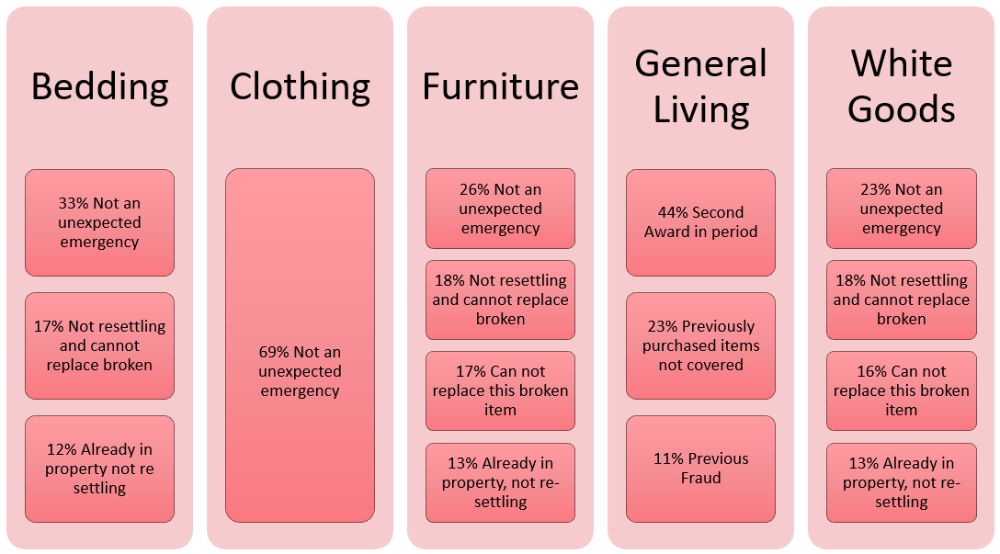 Bedding
33% Not an
unexpected
emergency
17% Not resettling
and cannot
replace broken
12% Already in
property not re
settling
Clothing
69% Not an
unexpected
emergency
Furniture
26% Not an
unexpected
emergency
18% Not resettling
and cannot replace
broken
17% Can not
replace this broken
item
13% Already in
property, not re-
settling
General
Living
44% Second
Award in period
23% Previously
purchased items
not covered
11% Previous
Fraud
White
Goods
23% Not an
unexpected
emergency
18% Not resettling
and cannot replace
broken
16% Can not
replace this broken
item
13% Already in
property, not re-
settling